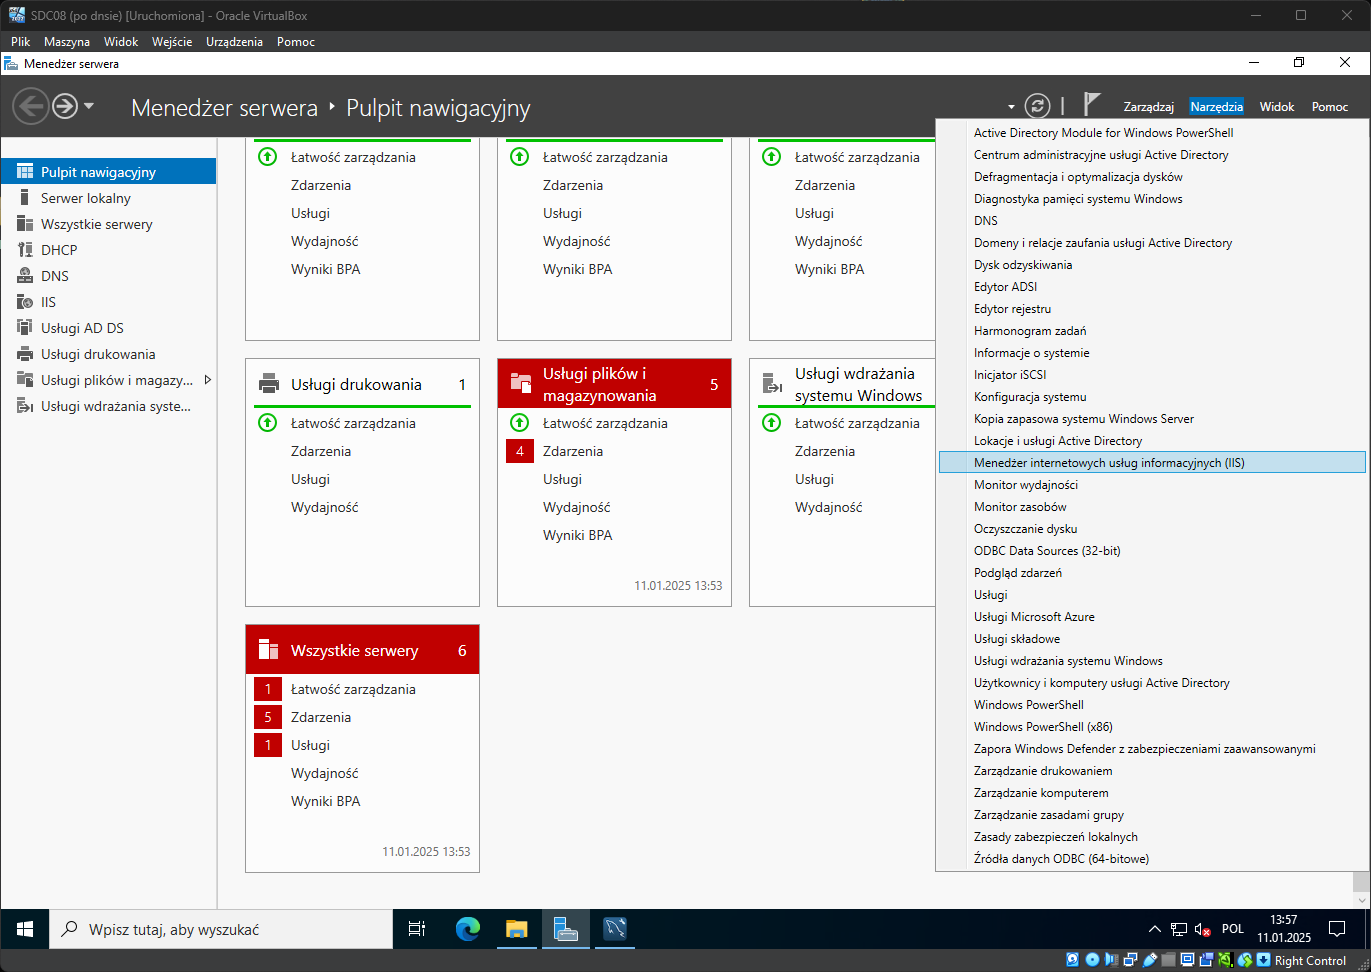 SDC08 (po dnsie) [Uruchomiona] - Oracle VirtualBox
Plik Maszyna Widok Wejście Urządzenia Pomoc
Menedżer serwera
Menedżer serwera ‣ Pulpit nawigacyjny
Zarządzaj Narzędzia Widok Pomoc
Pulpit nawigacyjny
Serwer lokalny
Wszystkie serwery
DHCP
DNS
IIS
Usługi AD DS
Usługi drukowania
Usługi plików i magazy...
Usługi wdrażania syste...
Łatwość zarządzania
Zdarzenia
Usługi
Wydajność
Wyniki BPA
Łatwość zarządzania
Zdarzenia
Usługi
Wydajność
Wyniki BPA
Łatwość zarządzania
Zdarzenia
Usługi
Wydajność
Wyniki BPA
Usługi drukowania 1
Łatwość zarządzania
Zdarzenia
Usługi
Wydajność
Usługi plików i
magazynowania 5
Łatwość zarządzania
4 Zdarzenia
Usługi
Wydajność
Wyniki BPA
11.01.2025 13:53
Usługi wdrażania
systemu Windows
Łatwość zarządzania
Zdarzenia
Usługi
Wydajność
Wszystkie serwery 6
1 Łatwość zarządzania
5 Zdarzenia
1 Usługi
Wydajność
Wyniki BPA
11.01.2025 13:53
Active Directory Module for Windows PowerShell
Centrum administracyjne usługi Active Directory
Defragmentacja i optymalizacja dysków
Diagnostyka pamięci systemu Windows
DNS
Domeny i relacje zaufania usługi Active Directory
Dysk odzyskiwania
Edytor ADSI
Edytor rejestru
Harmonogram zadań
Informacje o systemie
Inicjator iSCSI
Konfiguracja systemu
Kopia zapasowa systemu Windows Server
Lokacje i usługi Active Directory
Menedżer internetowych usług informacyjnych (IIS)
Monitor wydajności
Monitor zasobów
Oczyszczanie dysku
ODBC Data Sources (32-bit)
Podgląd zdarzeń
Usługi
Usługi Microsoft Azure
Usługi składowe
Usługi wdrażania systemu Windows
Użytkownicy i komputery usługi Active Directory
Windows PowerShell
Windows PowerShell (x86)
Zapora Windows Defender z zabezpieczeniami zaawansowanymi
Zarządzanie drukowaniem
Zarządzanie komputerem
Zarządzanie zasadami grupy
Zasady zabezpieczeń lokalnych
Źródła danych ODBC (64-bitowe)
Wpisz tutaj, aby wyszukać
POL
13:57
11.01.2025
Right Control